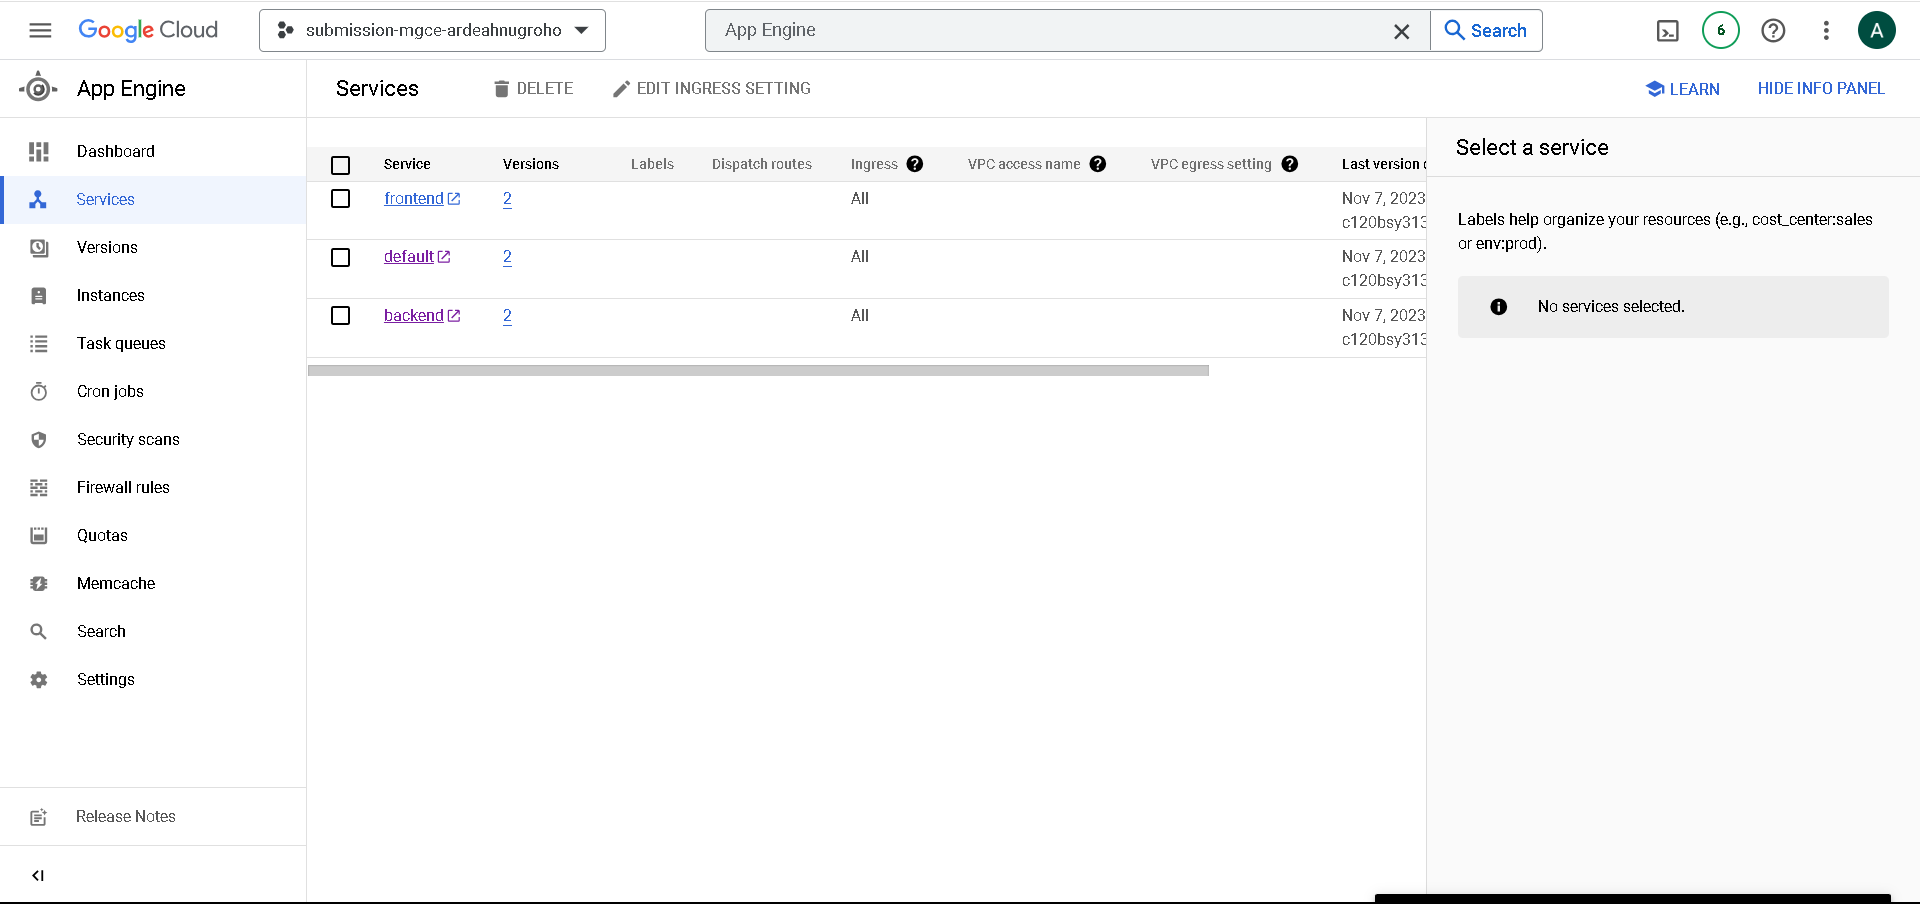 Google Cloud
submission-mgce-ardeahnugroho
App Engine
Search
6
A
App Engine
Services
DELETE
EDIT INGRESS SETTING
LEARN
HIDE INFO PANEL
Dashboard
Services
Versions
Instances
Task queues
Cron jobs
Security scans
Firewall rules
Quotas
Memcache
Search
Settings
Release Notes
Service Versions Labels Dispatch routes Ingress VPC access name VPC egress setting Last version
frontend 2 All Nov 7, 2023
c120bsy313
default 2 All Nov 7, 2023
c120bsy313
backend 2 All Nov 7, 2023
c120bsy313
Select a service
Labels help organize your resources (e.g., cost_center:sales
or env:prod).
No services selected.